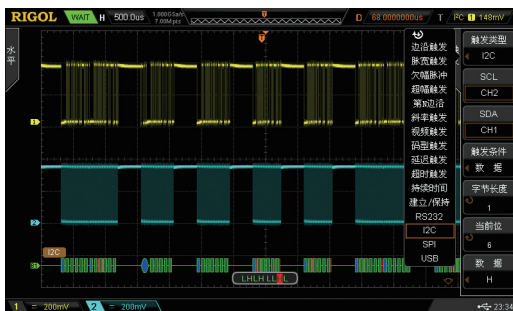 RIGOL WAIT H 500.0us 1.000GSa/s 7.00M pts D 68.0000000us T I²C 1 148mV
水平
边沿触发
脉宽触发
欠幅脉冲
超幅触发
第N边沿
斜率触发
视频触发
码型触发
延迟触发
超时触发
持续时间
建立/保持
RS232
I2C
SPI
USB
触发类型
I2C
SCL
CH2
SDA
CH1
触发条件
数 据
字节长度
1
当前位
6
数 据
H
1
2
I2C
B1
LHLH LLHL
1 = 200mV 2 = 200mV 23:34